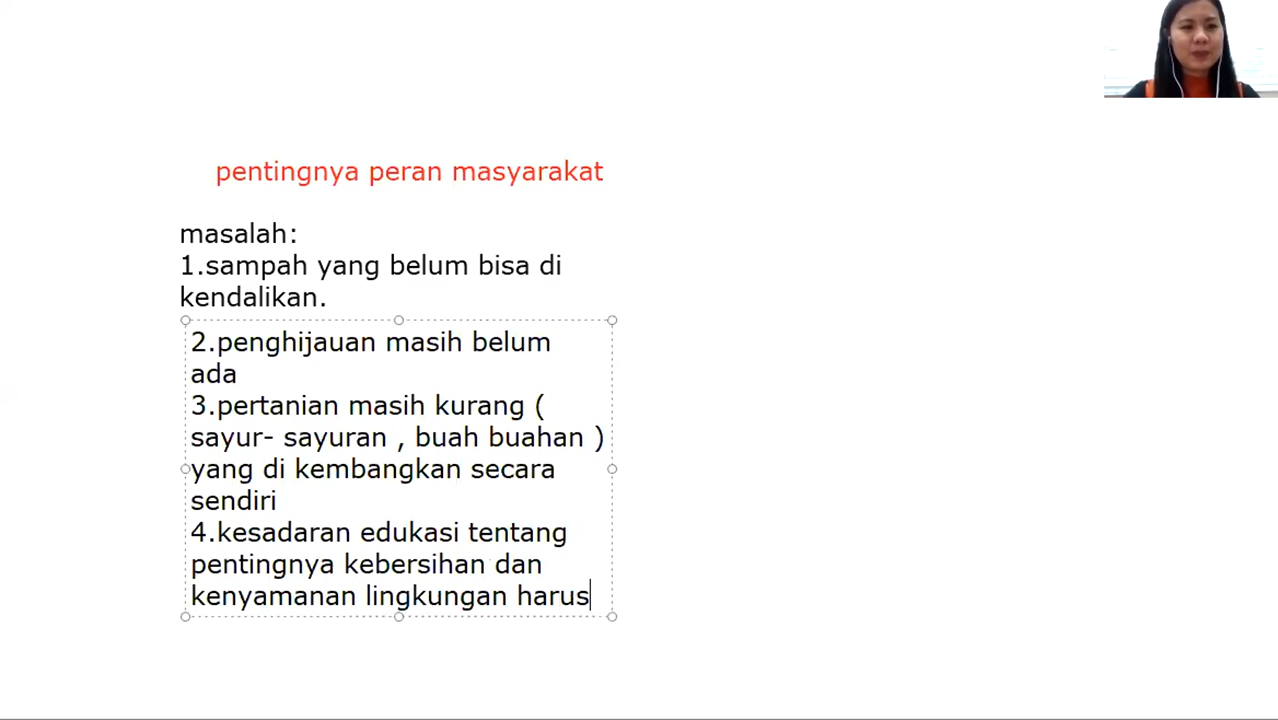 pentingnya peran masyarakat
masalah:
1.sampah yang belum bisa di
kendalikan.
2.penghijauan masih belum
ada
3.pertanian masih kurang (
sayur- sayuran , buah buahan )
yang di kembangkan secara
sendiri
4.kesadaran edukasi tentang
pentingnya kebersihan dan
kenyamanan lingkungan harus